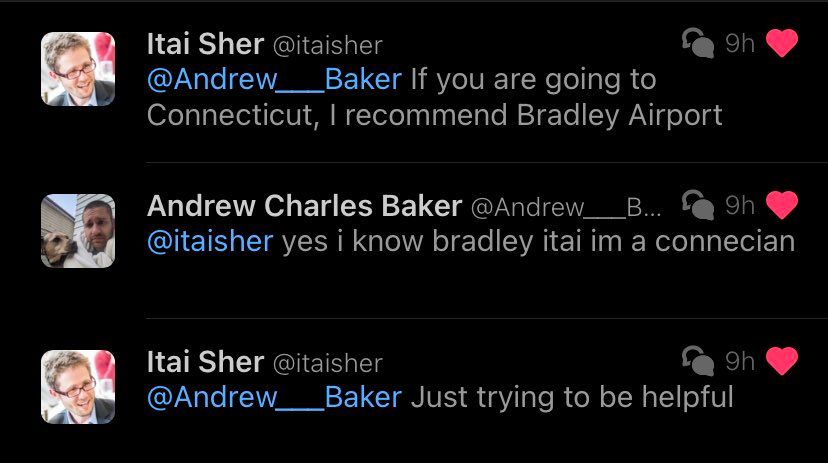 Itai Sher @itaisher 9h
@Andrew___Baker If you are going to
Connecticut, I recommend Bradley Airport
Andrew Charles Baker @Andrew___B... 9h
@itaisher yes i know bradley itai im a connecian
Itai Sher @itaisher 9h
@Andrew___Baker Just trying to be helpful